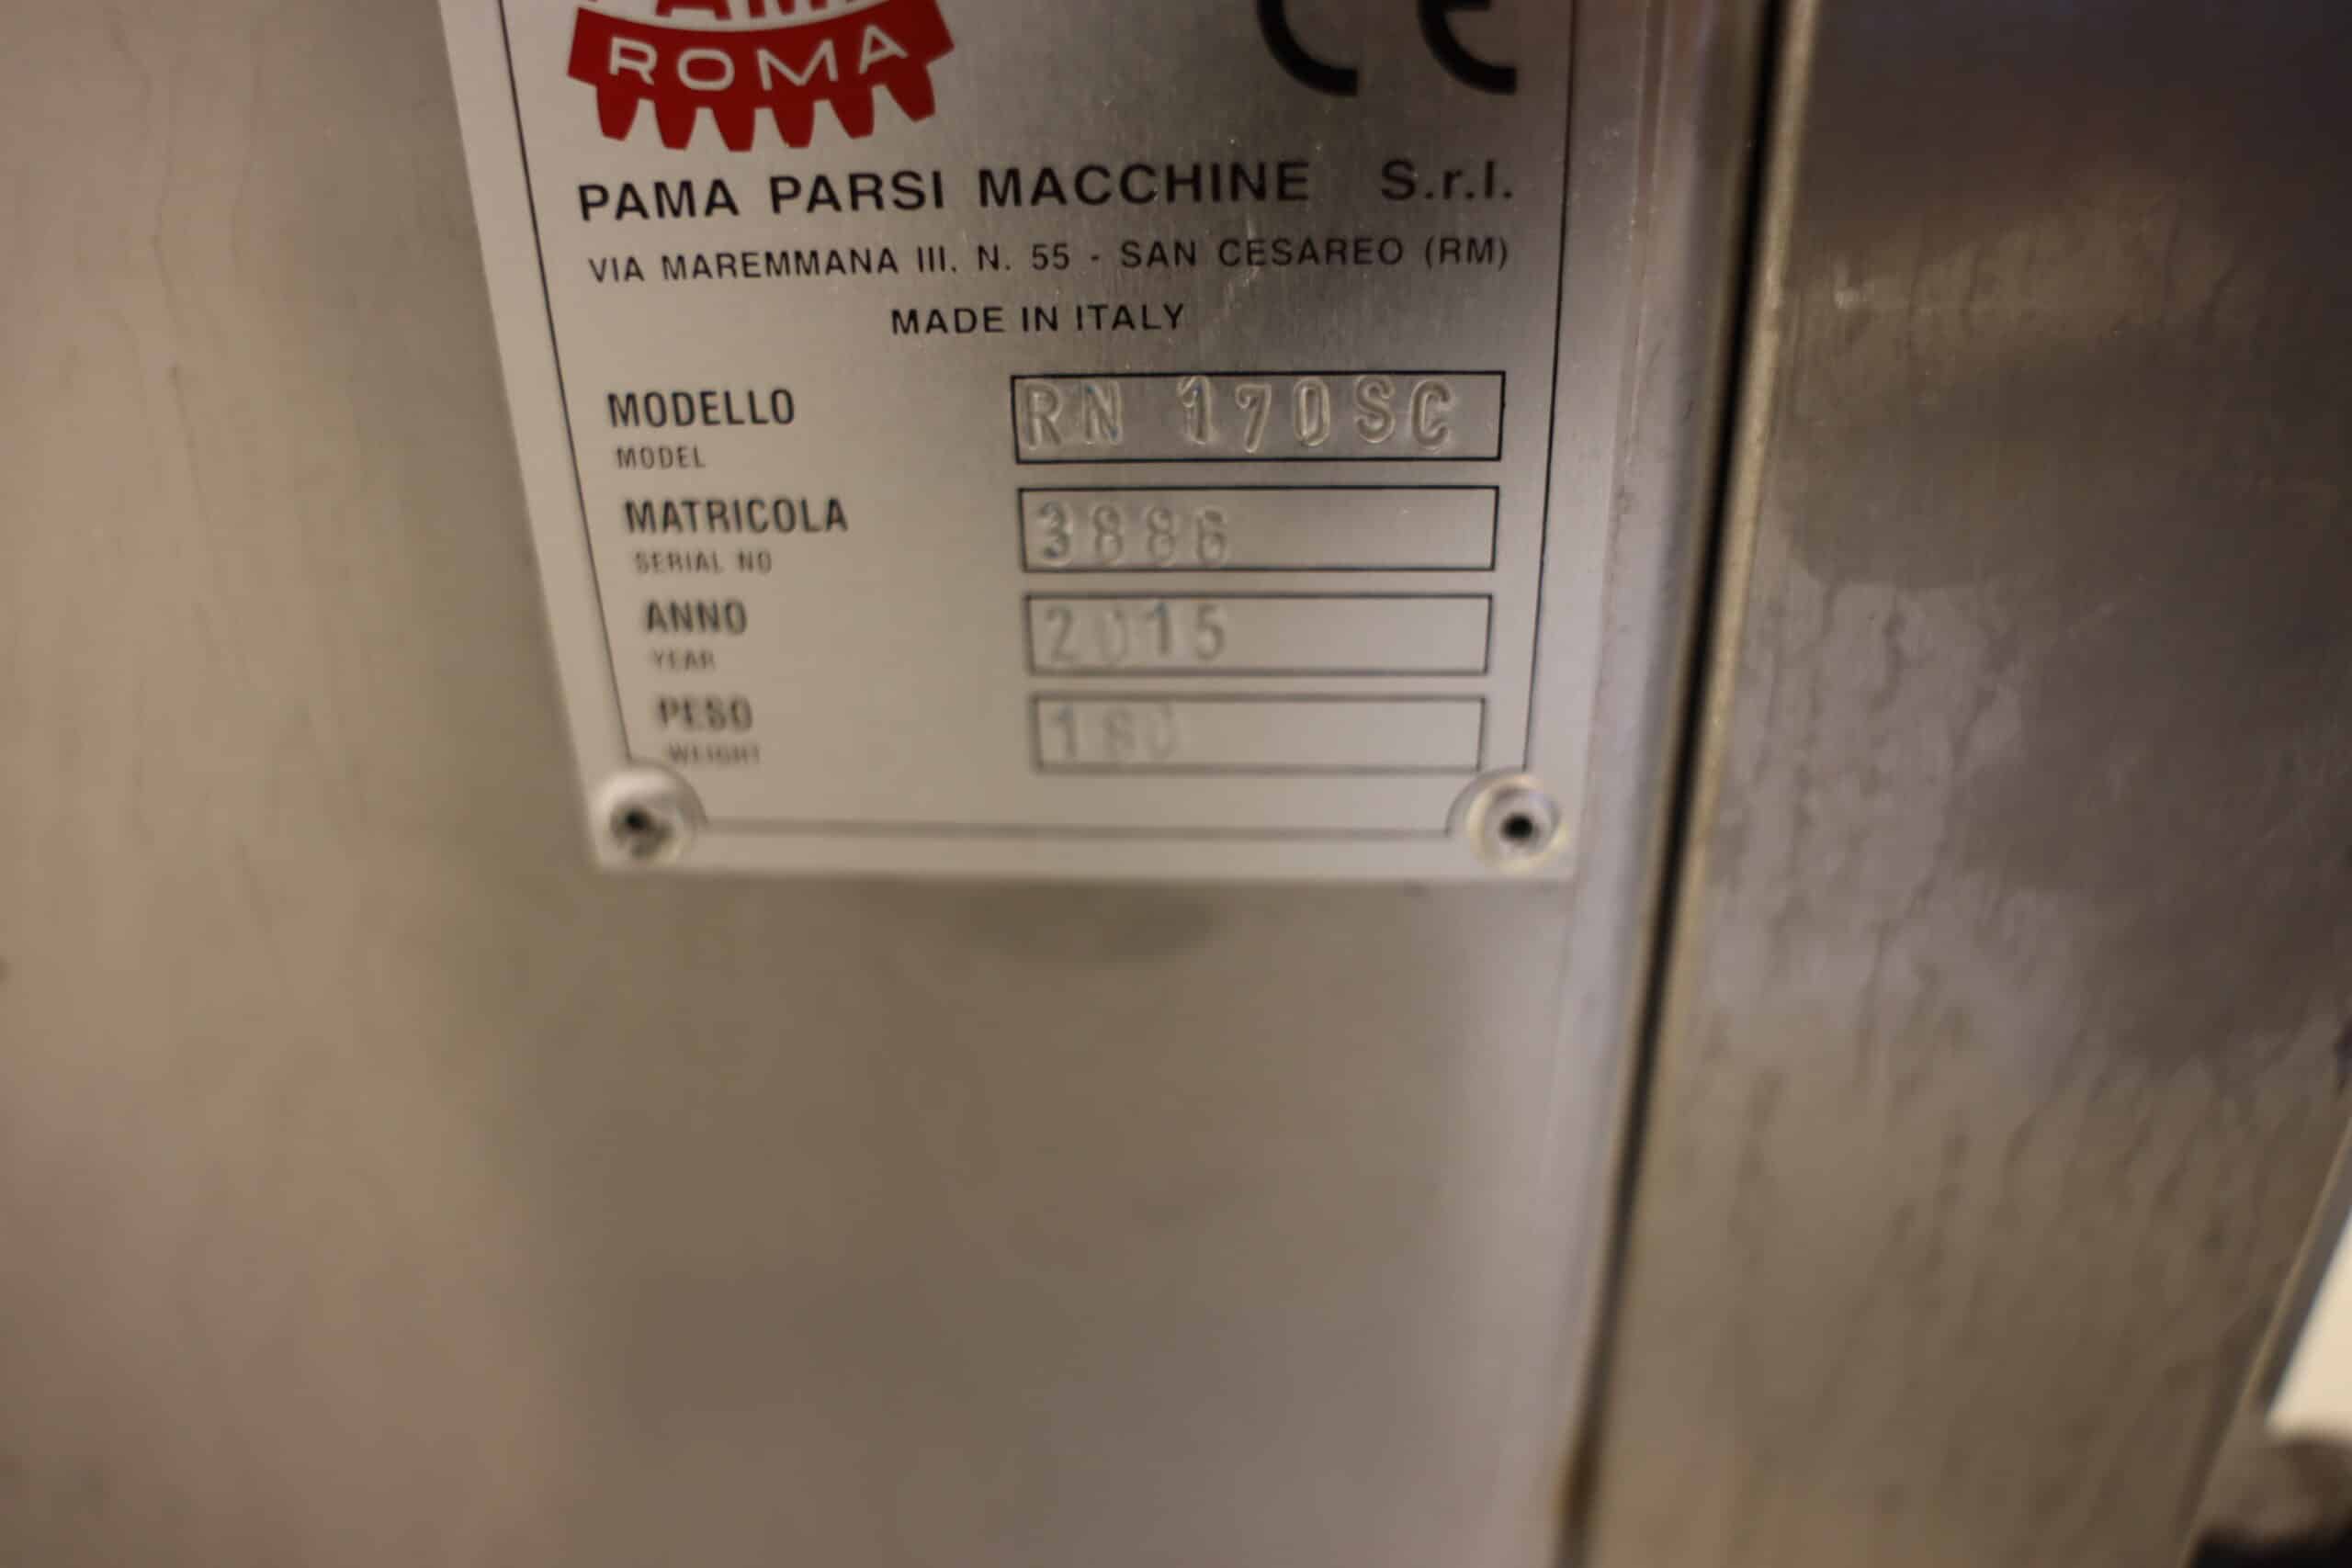 PAMA
ROMA
CE
PAMA PARSI MACCHINE S.r.l.
VIA MAREMMANA III. N. 55 - SAN CESAREO (RM)
MADE IN ITALY
MODELLO RN 170SC
MODEL
MATRICOLA 3886
SERIAL NO
ANNO 2015
YEAR
PESO
WEIGHT